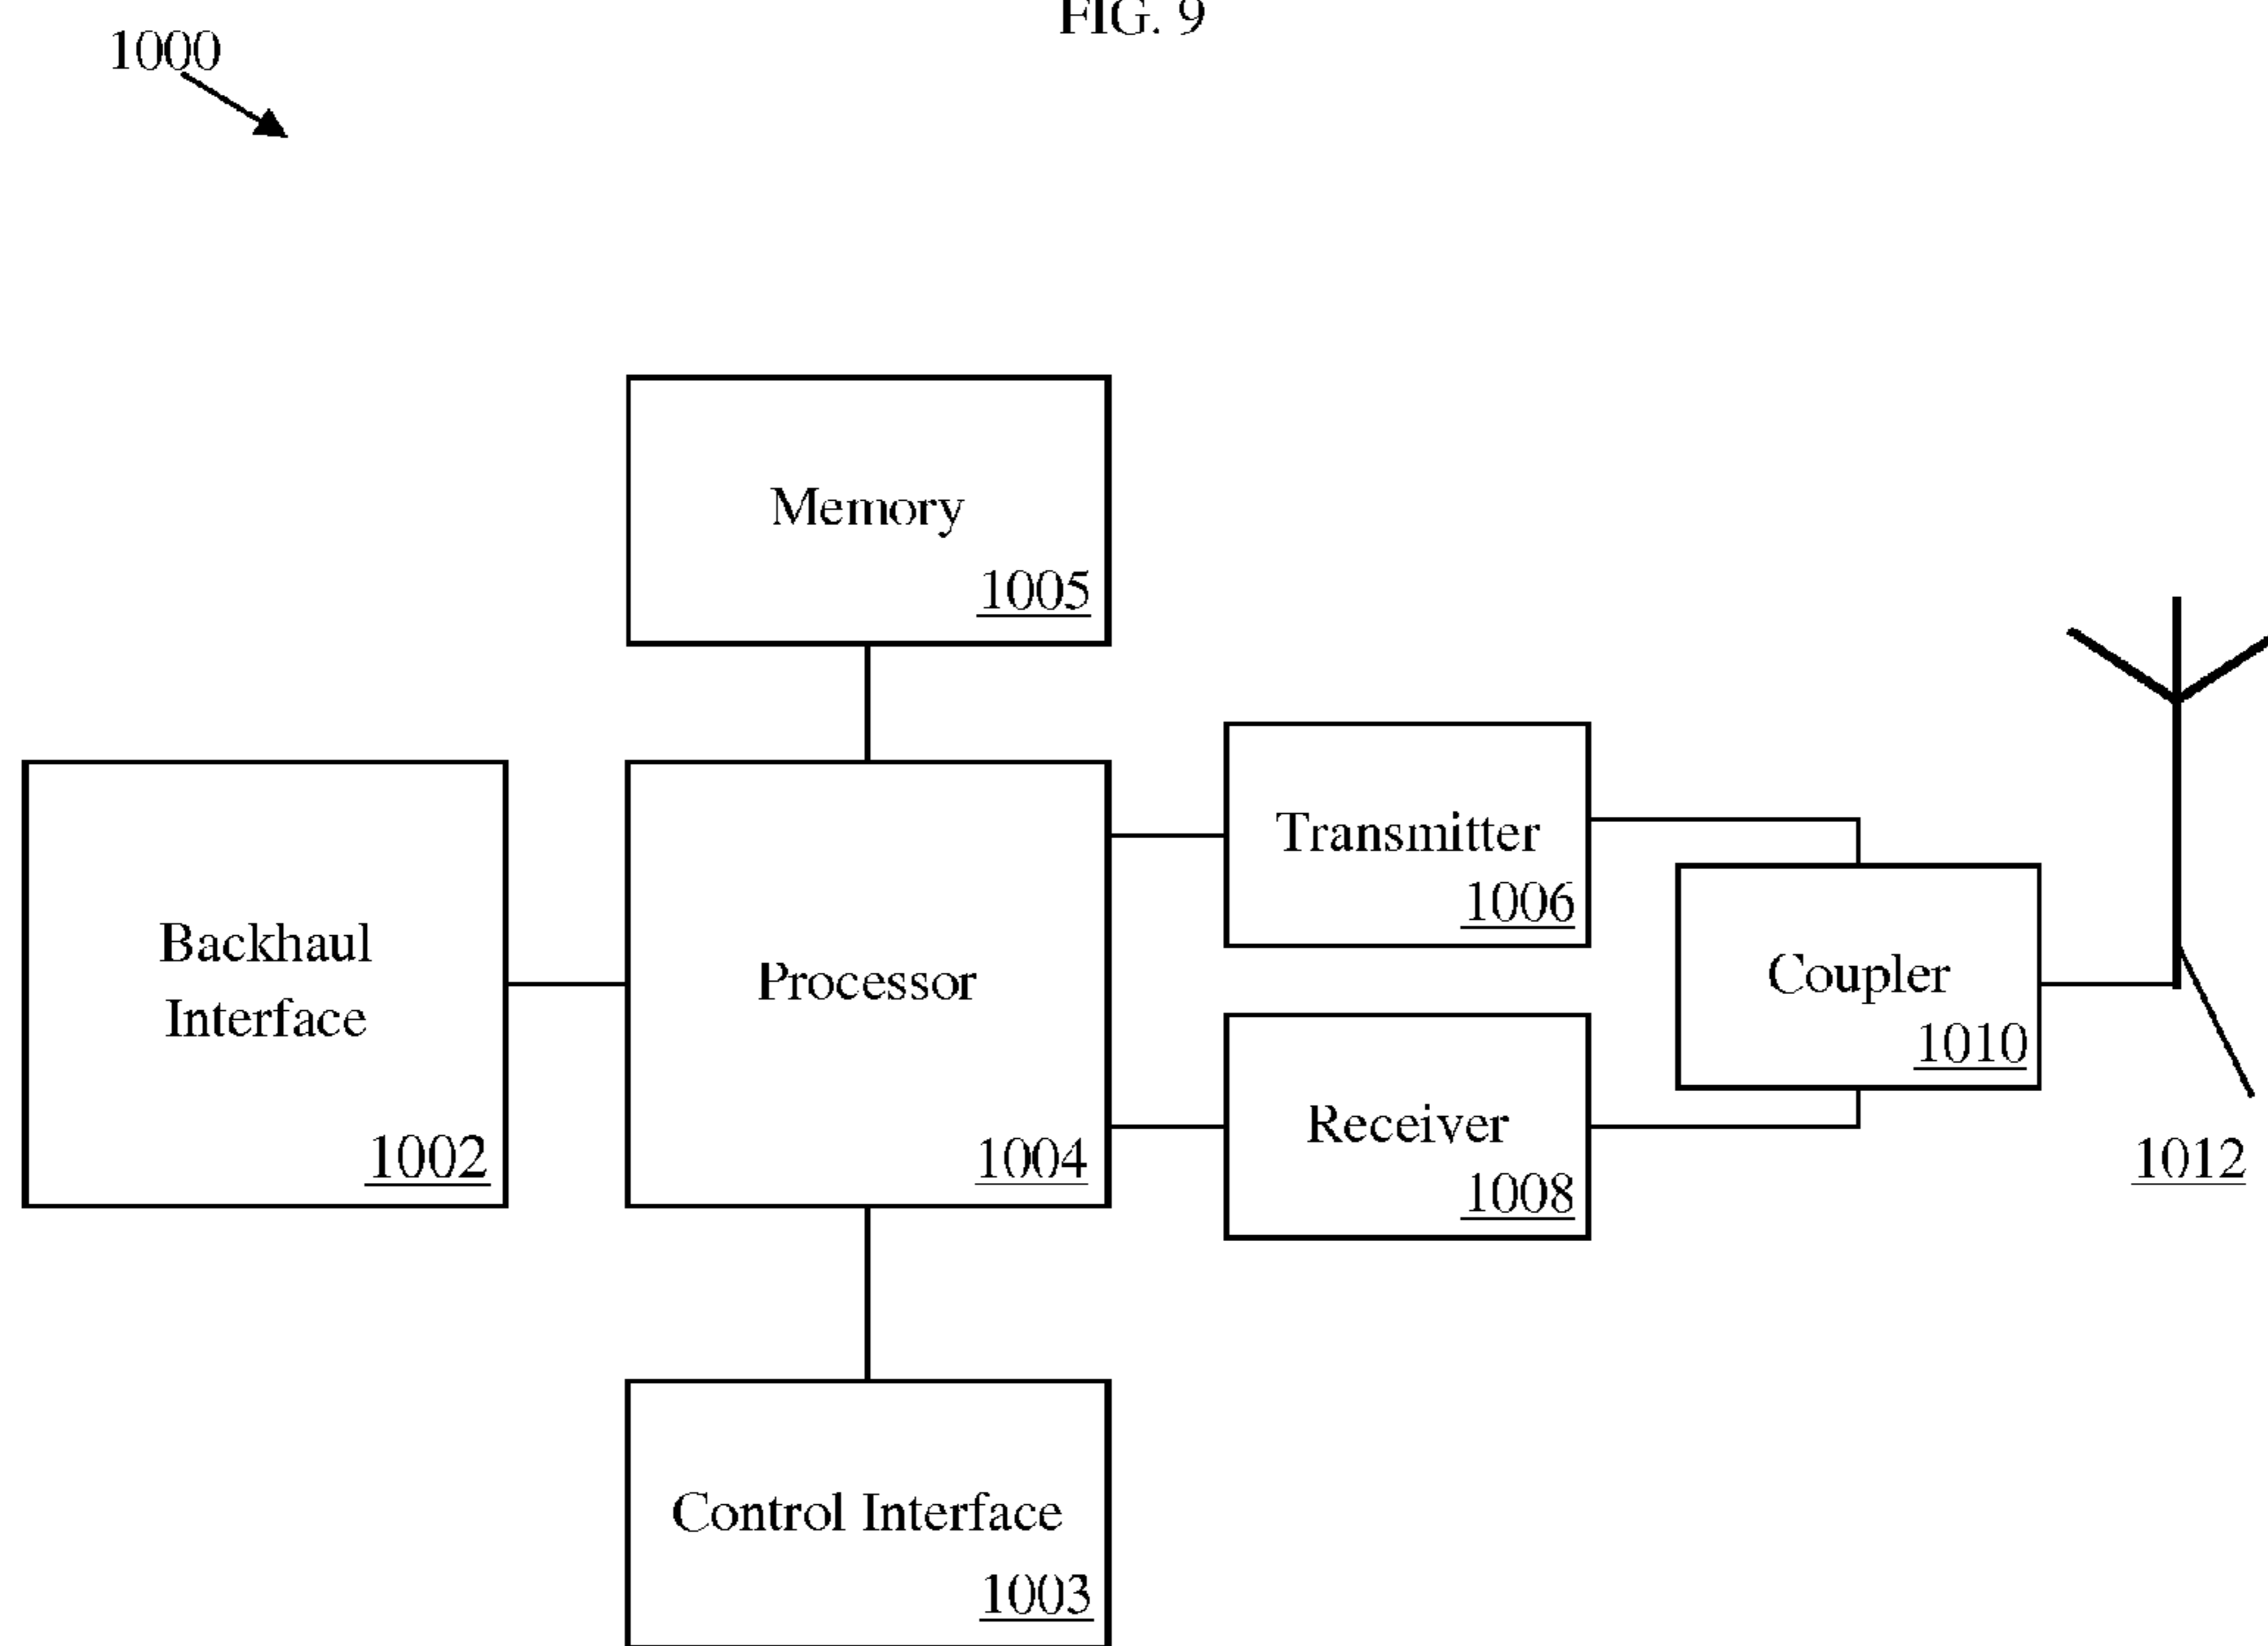 FIG. 9
1000
Memory
1005
Transmitter
1006
Backhaul
Interface
1002
Processor
1004
Coupler
1010
Receiver
1008
1012
Control Interface
1003